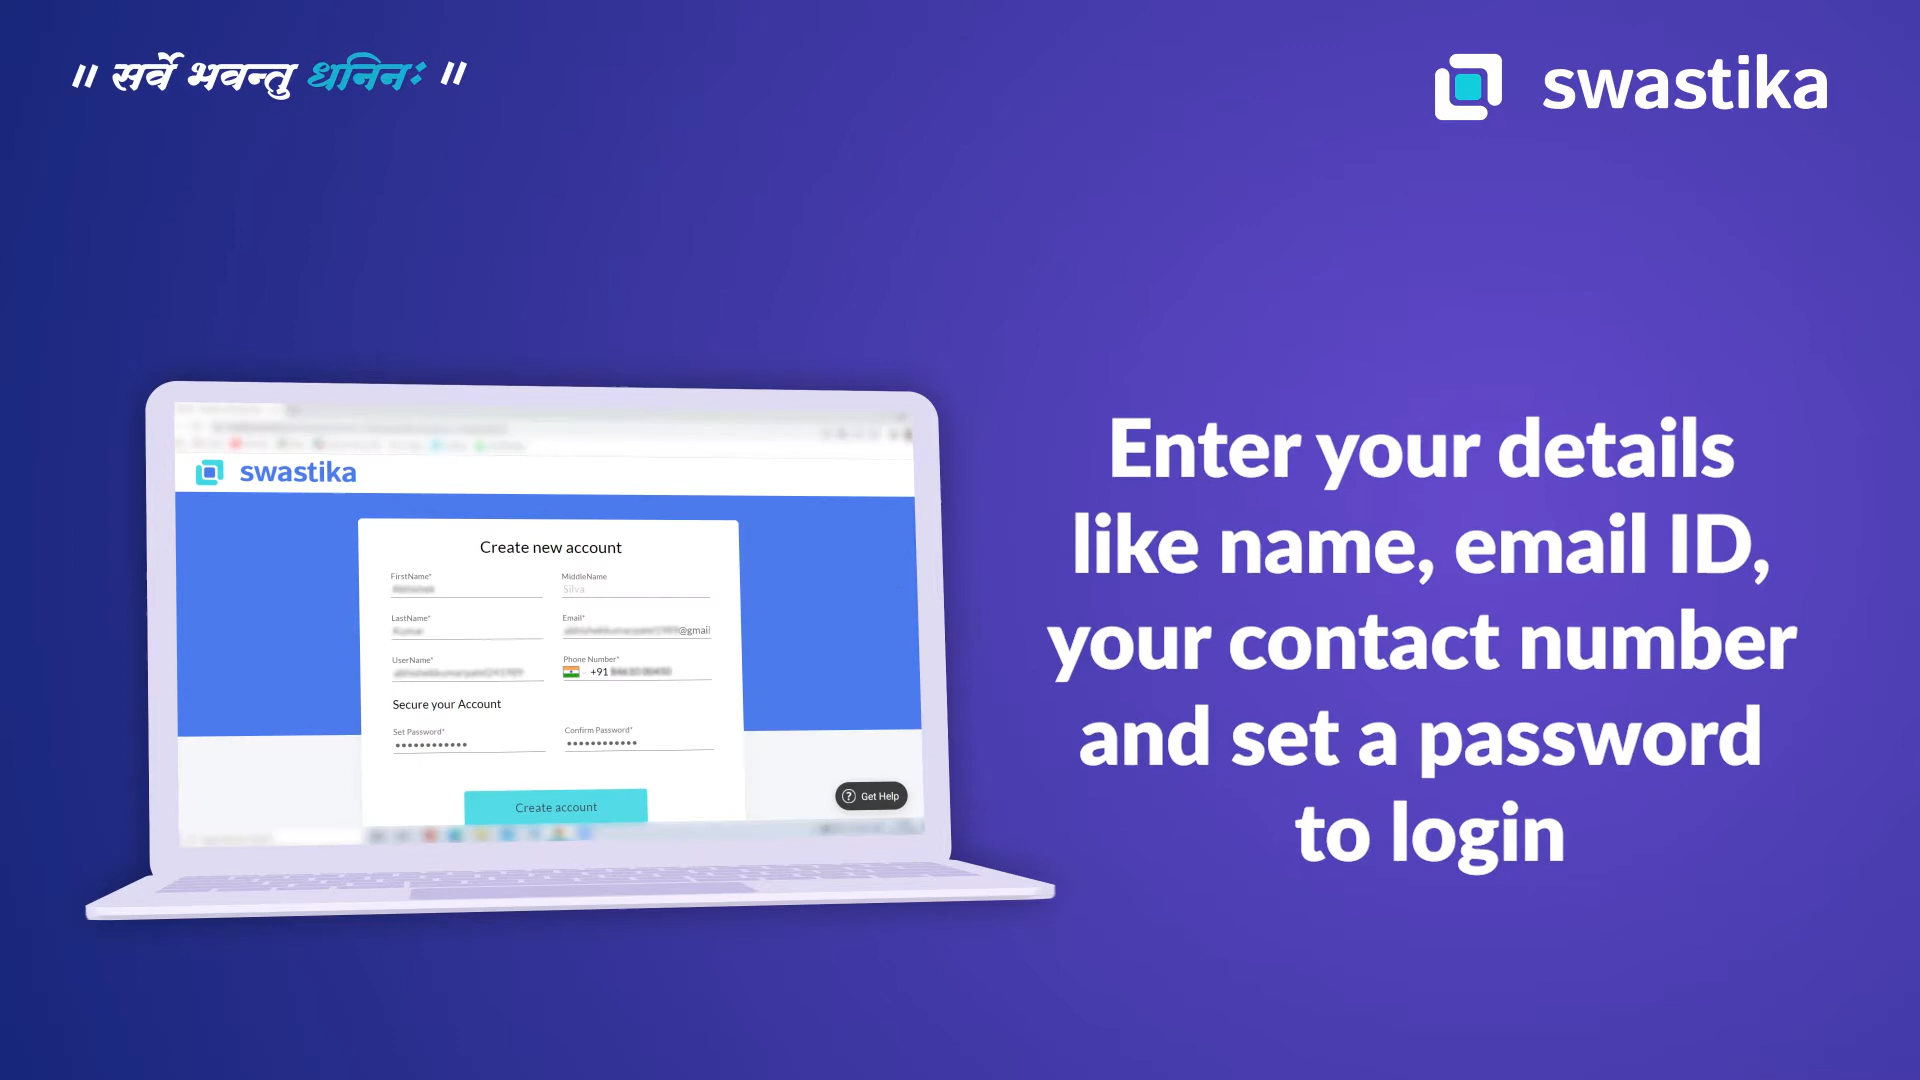 ॥ सर्वे भवन्तु धनिनः ॥
swastika
swastika
Create new account
FirstName*
MiddleName
Silva
LastName*
Email*
@gmail
UserName*
Phone Number*
+91
Secure your Account
Set Password*
Confirm Password*
Create account
Get Help
Enter your details
like name, email ID,
your contact number
and set a password
to login